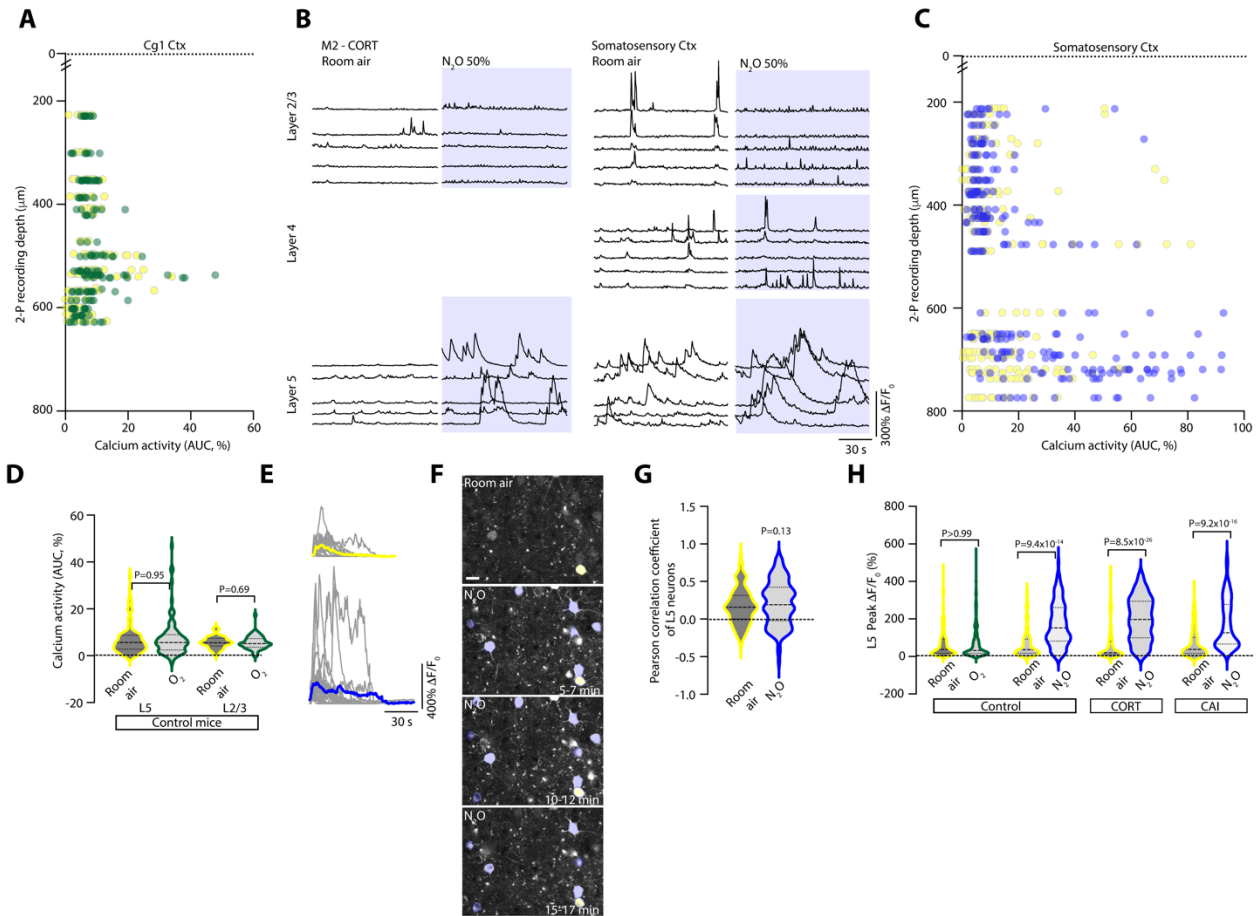 A
Cg1 Ctx
0
200
400
600
800
2-P recording depth (μm)
0
20
40
60
Calcium activity (AUC, %)
B
M2 - CORT
Room air
N2O 50%
Somatosensory Ctx
Room air
N2O 50%
Layer 2/3
Layer 4
Layer 5
300% ΔF/F0
30 s
C
Somatosensory Ctx
0
200
400
600
800
2-P recording depth (μm)
0
20
40
60
80
100
Calcium activity (AUC, %)
D
60
40
20
0
-20
Calcium activity (AUC, %)
P=0.95
P=0.69
Room air
O2
Room air
O2
L5
L2/3
Control mice
E
400% ΔF/F0
30 s
F
Room air
N O
5-7 min
N O
10-12 min
N O
15-17 min
G
1.5
1.0
0.5
0.0
-0.5
-1.0
Pearson correlation coefficient
of L5 neurons
P=0.13
Room air
N2O
H
800
600
400
200
0
-200
L5 Peak ΔF/F0 (%)
P>0.99
P=9.4x10-14
P=8.5x10-26
P=9.2x10-16
Room air
O2
Room air
N2O
Room air
N2O
Room air
N2O
Control
CORT
CAI